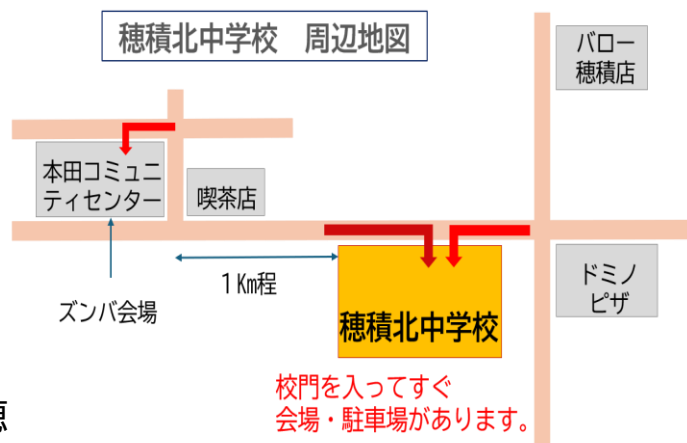 穂積北中学校　周辺地図
バロー
穂積店
本田コミュニ
ティセンター
喫茶店
1㎞程
ズンバ会場
ドミノ
ピザ
穂積北中学校
校門を入ってすぐ
会場・駐車場があります。